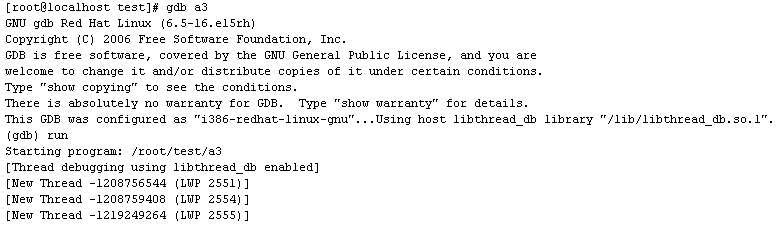 [root@localhost test]# gdb a3
GNU gdb Red Hat Linux (6.5-16.el5rh)
Copyright (C) 2006 Free Software Foundation, Inc.
GDB is free software, covered by the GNU General Public License, and you are
welcome to change it and/or distribute copies of it under certain conditions.
Type "show copying" to see the conditions.
There is absolutely no warranty for GDB.  Type "show warranty" for details.
This GDB was configured as "i386-redhat-linux-gnu"...Using host libthread_db library "/lib/libthread_db.so.1".
(gdb) run
Starting program: /root/test/a3
[Thread debugging using libthread_db enabled]
[New Thread -1208756544 (LWP 2551)]
[New Thread -1208759408 (LWP 2554)]
[New Thread -1219249264 (LWP 2555)]